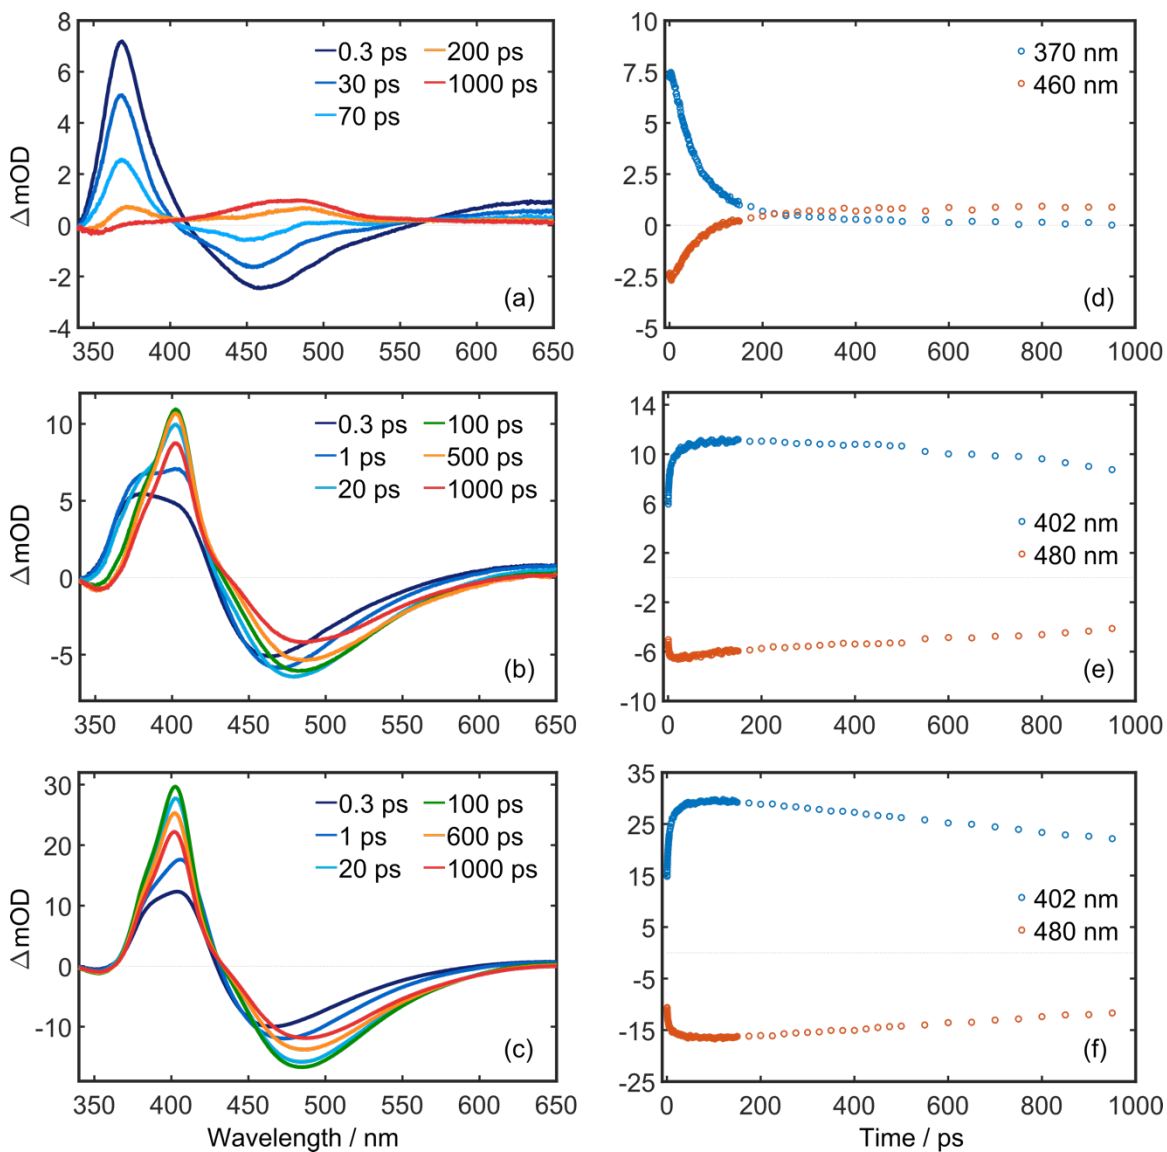 8
6
4
2
0
-2
-4
ΔmOD
0.3 ps
200 ps
30 ps
1000 ps
70 ps
(a)
350 400 450 500 550 600 650
10
7.5
5
2.5
0
-2.5
-5
370 nm
460 nm
(d)
0 200 400 600 800 1000
10
5
0
-5
ΔmOD
0.3 ps
100 ps
1 ps
500 ps
20 ps
1000 ps
(b)
350 400 450 500 550 600 650
14
10
6
2
-2
-6
-10
402 nm
480 nm
(e)
0 200 400 600 800 1000
30
20
10
0
-10
ΔmOD
0.3 ps
100 ps
1 ps
600 ps
20 ps
1000 ps
(c)
350 400 450 500 550 600 650
Wavelength / nm
35
25
15
5
-5
-15
-25
402 nm
480 nm
(f)
0 200 400 600 800 1000
Time / ps